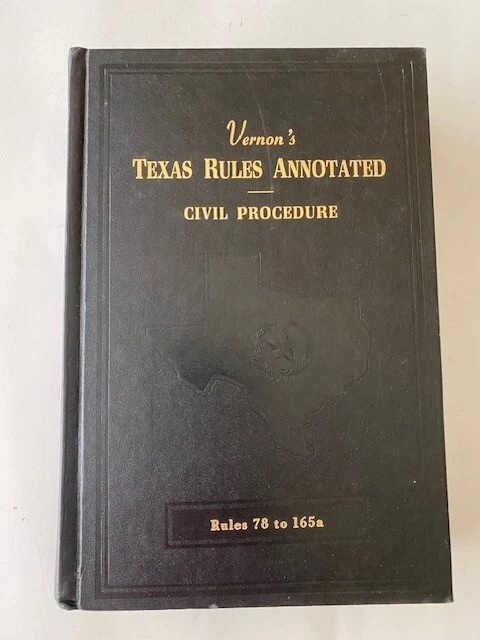 Vernon's
TEXAS RULES ANNOTATED
CIVIL PROCEDURE
Rules 78 to 165a